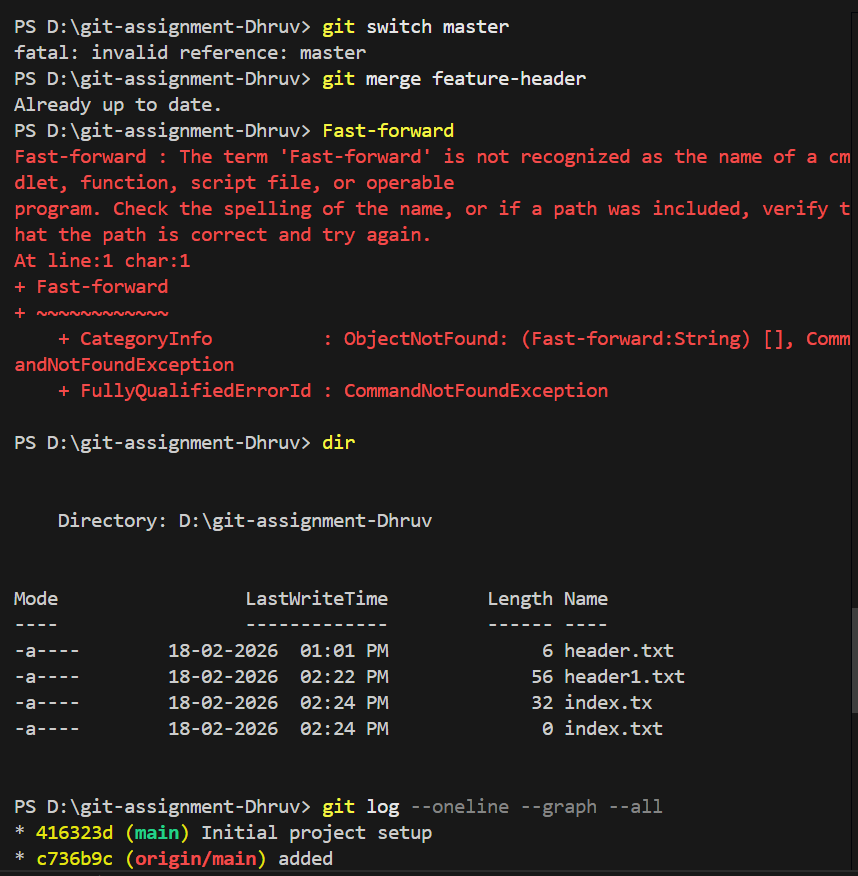 PS D:\git-assignment-Dhruv> git switch master
fatal: invalid reference: master
PS D:\git-assignment-Dhruv> git merge feature-header
Already up to date.
PS D:\git-assignment-Dhruv> Fast-forward
Fast-forward : The term 'Fast-forward' is not recognized as the name of a cm
dlet, function, script file, or operable
program. Check the spelling of the name, or if a path was included, verify t
hat the path is correct and try again.
At line:1 char:1
+ Fast-forward
+ ~~~~~~~~~~~~
    + CategoryInfo          : ObjectNotFound: (Fast-forward:String) [], Comm
andNotFoundException
    + FullyQualifiedErrorId : CommandNotFoundException
PS D:\git-assignment-Dhruv> dir
    Directory: D:\git-assignment-Dhruv
Mode                 LastWriteTime         Length Name
----                 -------------         ------ ----
-a----        18-02-2026  01:01 PM              6 header.txt
-a----        18-02-2026  02:22 PM             56 header1.txt
-a----        18-02-2026  02:24 PM             32 index.tx
-a----        18-02-2026  02:24 PM              0 index.txt
PS D:\git-assignment-Dhruv> git log --oneline --graph --all
* 416323d (main) Initial project setup
* c736b9c (origin/main) added